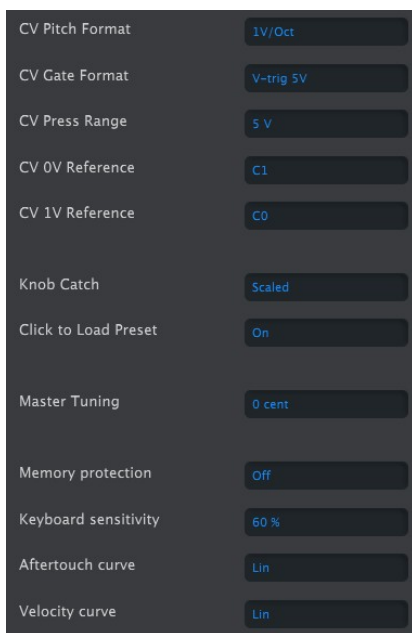 CV Pitch Format 1V/Oct
CV Gate Format V-trig 5V
CV Press Range 5 V
CV 0V Reference C1
CV 1V Reference C0
Knob Catch Scaled
Click to Load Preset On
Master Tuning 0 cent
Memory protection Off
Keyboard sensitivity 60 %
Aftertouch curve Lin
Velocity curve Lin